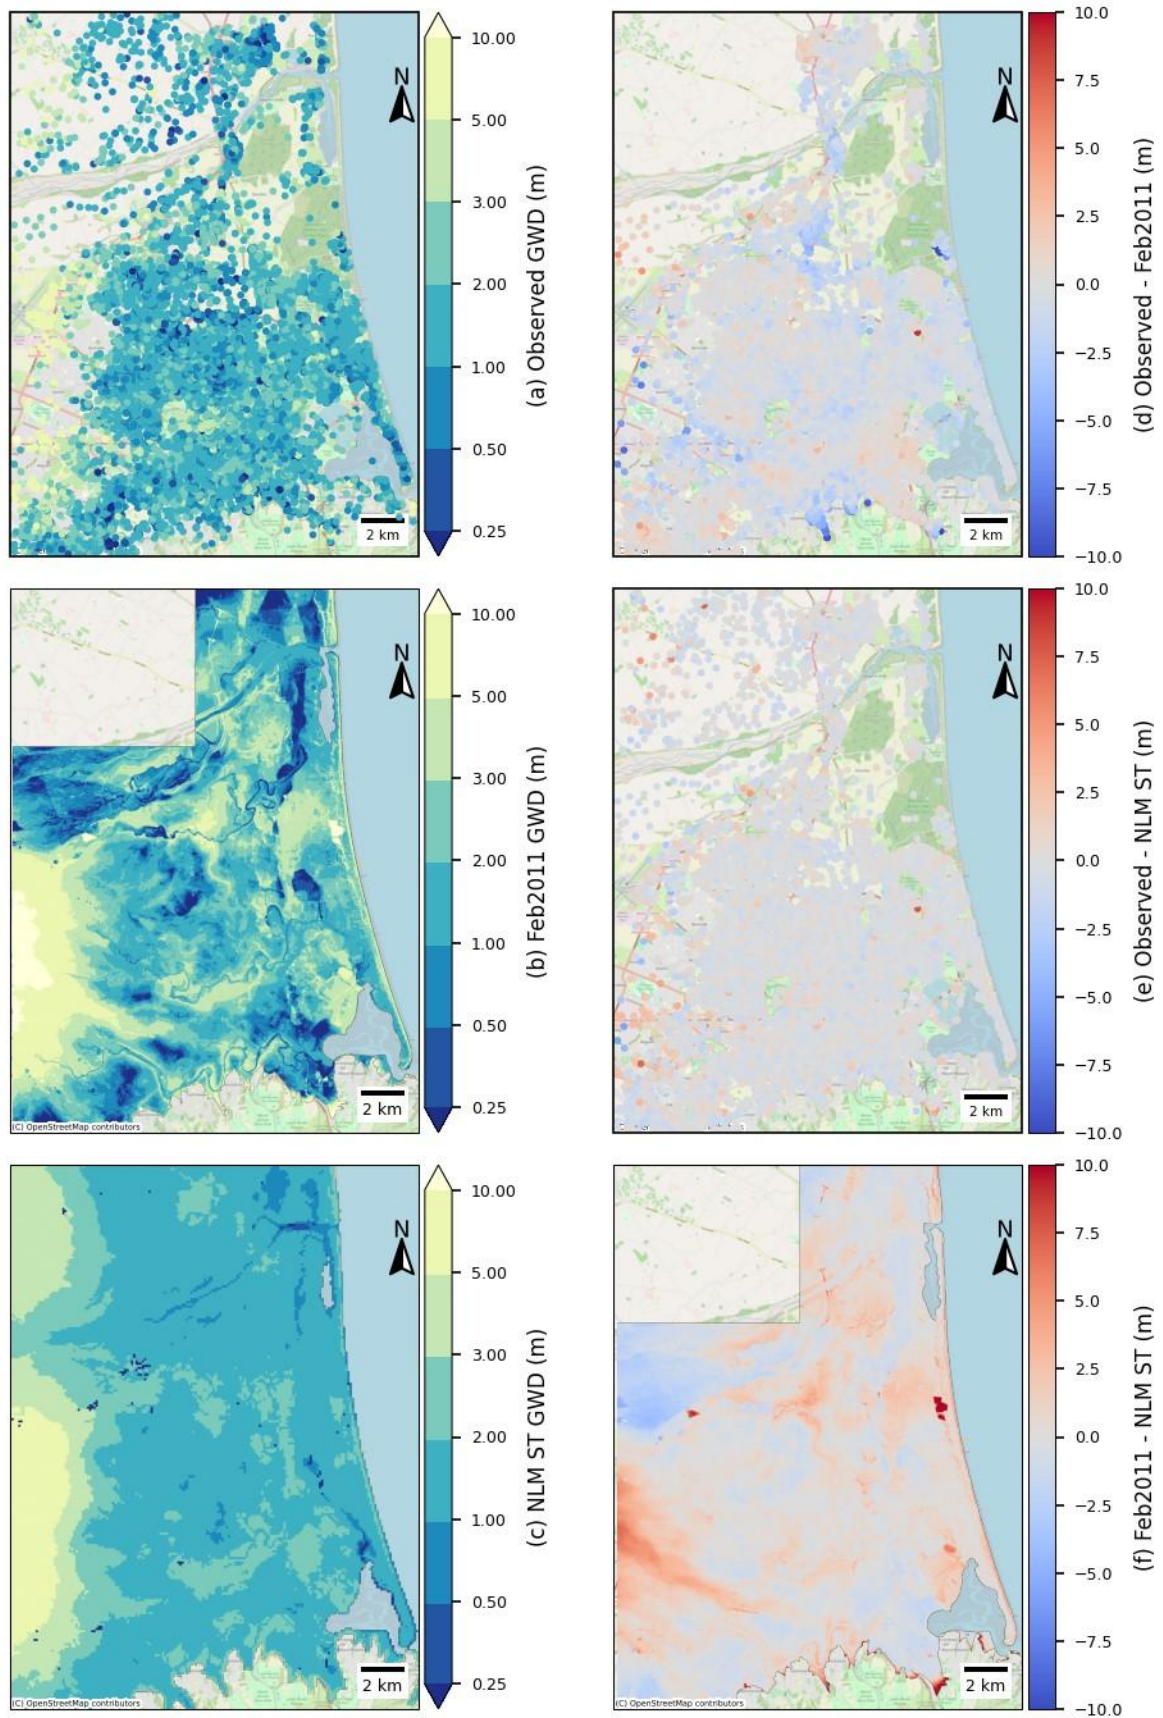 10.00
5.00
3.00
2.00
1.00
0.50
0.25
(a) Observed GWD (m)
N
2 km
10.0
7.5
5.0
2.5
0.0
−2.5
−5.0
−7.5
−10.0
(d) Observed - Feb2011 (m)
N
2 km
10.00
5.00
3.00
2.00
1.00
0.50
0.25
(b) Feb2011 GWD (m)
N
2 km
(C) OpenStreetMap contributors
10.0
7.5
5.0
2.5
0.0
−2.5
−5.0
−7.5
−10.0
(e) Observed - NLM ST (m)
N
2 km
10.00
5.00
3.00
2.00
1.00
0.50
0.25
(c) NLM ST GWD (m)
N
2 km
(C) OpenStreetMap contributors
10.0
7.5
5.0
2.5
0.0
−2.5
−5.0
−7.5
−10.0
(f) Feb2011 - NLM ST (m)
N
2 km
(C) OpenStreetMap contributors